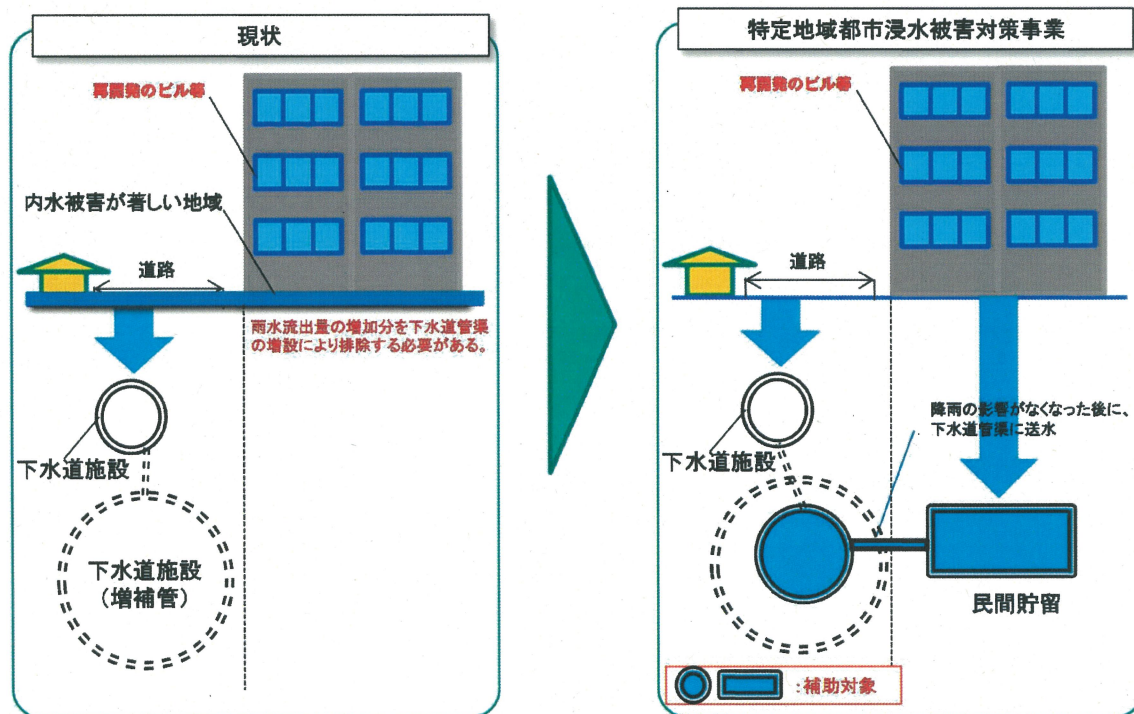 現状
再開発のビル等
内水被害が著しい地域
道路
雨水流出量の増加分を下水道管渠
の増設により排除する必要がある。
下水道施設
下水道施設
(増補管)
特定地域都市浸水被害対策事業
再開発のビル等
道路
降雨の影響がなくなった後に、
下水道管渠に送水
下水道施設
民間貯留
:補助対象